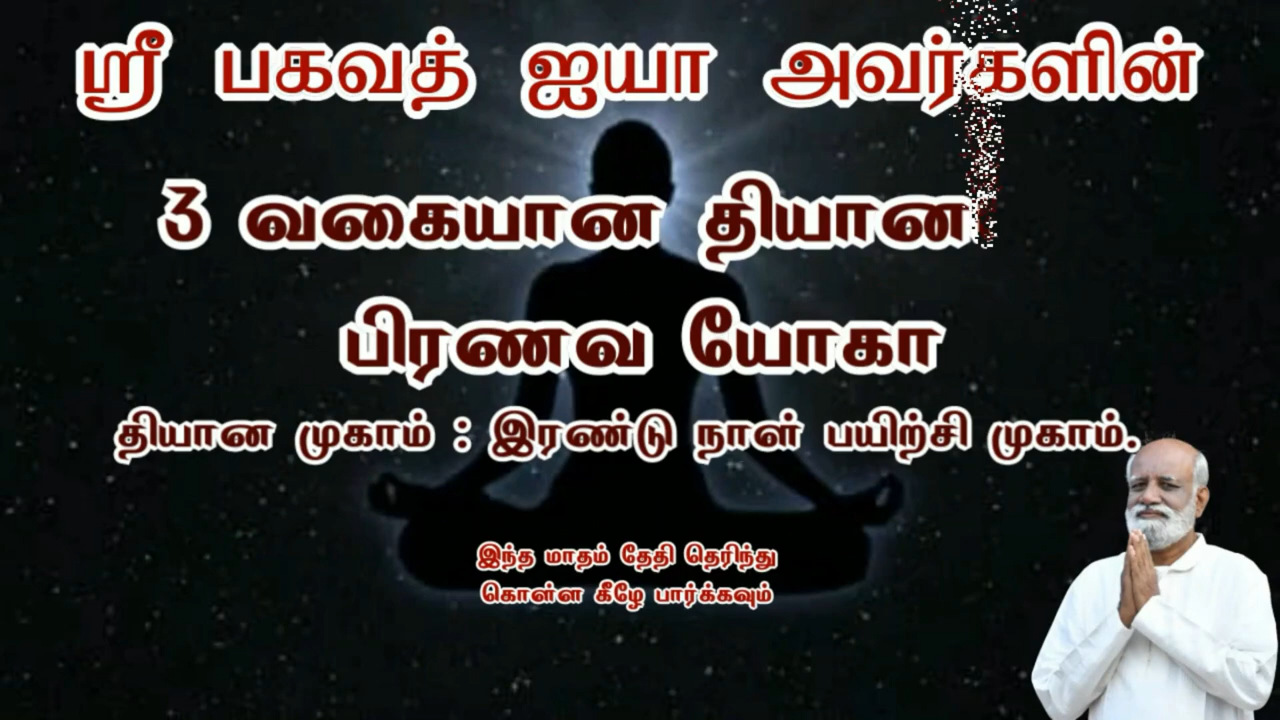 ஸ்ரீ பகவத் ஐயா அவர்களின்
3 வகையான தியான
பிரணவ யோகா
தியான முகாம் : இரண்டு நாள் பயிற்சி முகாம்.
இந்த மாதம் தேதி தெரிந்து
கொள்ள கீழே பார்க்கவும்